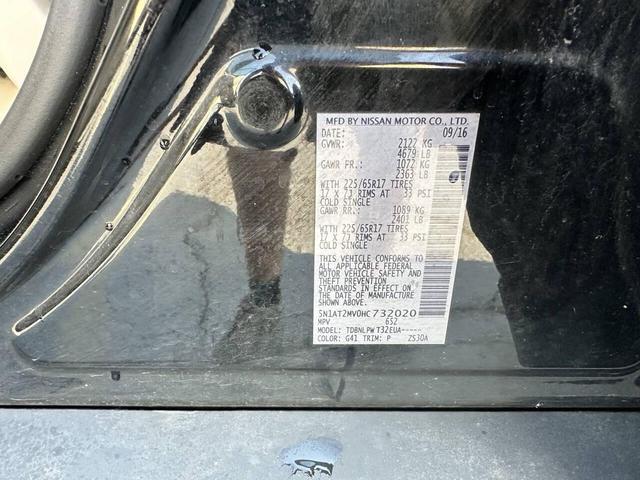 MFD BY NISSAN MOTOR CO., LTD.
DATE: 09/16
GVWR: 2122 KG
4679 LB
GAWR FR.: 1072 KG
2363 LB
WITH 225/65R17 TIRES
17 X 7J RIMS AT 33 PSI
COLD SINGLE
GAWR RR.: 1089 KG
2401 LB
WITH 225/65R17 TIRES
17 X 7J RIMS AT 33 PSI
COLD SINGLE
THIS VEHICLE CONFORMS TO
ALL APPLICABLE FEDERAL
MOTOR VEHICLE SAFETY AND
THEFT PREVENTION
STANDARDS IN EFFECT ON
THE DATE OF MANUFACTURE
5N1AT2MV0HC732020
MPV 652
MODEL: TDBNLPW T32EUA-----
COLOR: G41 TRIM: P ZS30A